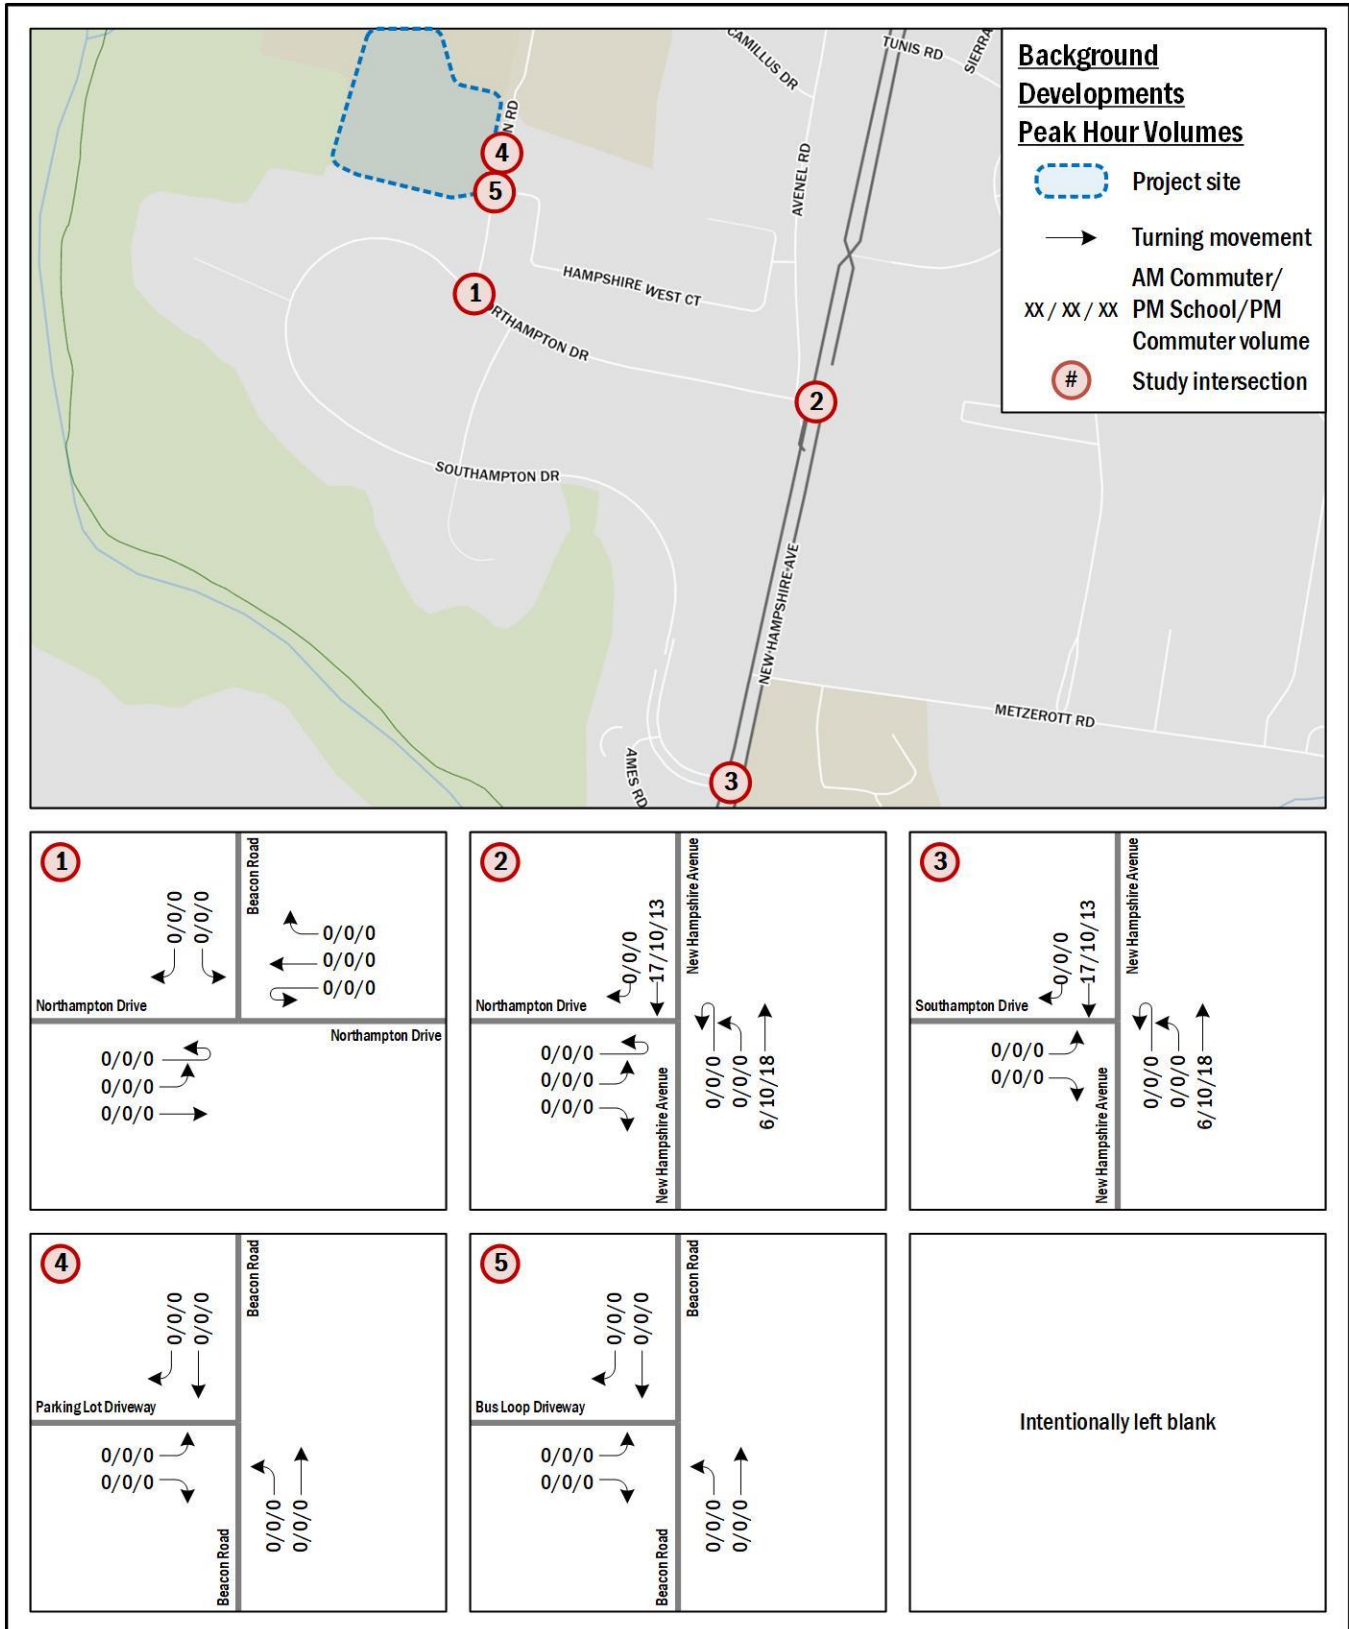 CAMILLUS DR
TUNIS RD
SIERRA
N RD
AVENEL RD
4
5
1
HAMPSHIRE WEST CT
ORTHAMPTON DR
2
SOUTHAMPTON DR
NEW HAMPSHIRE AVE
METZEROTT RD
AMES RD
3
Background
Developments
Peak Hour Volumes
Project site
Turning movement
XX / XX / XX
AM Commuter/
PM School/PM
Commuter volume
#
Study intersection
1
Beacon Road
0/0/0
0/0/0
0/0/0
0/0/0
0/0/0
Northampton Drive
Northampton Drive
0/0/0
0/0/0
0/0/0
2
New Hampshire Avenue
0/0/0
17/10/13
Northampton Drive
0/0/0
0/0/0
0/0/0
New Hampshire Avenue
0/0/0
0/0/0
6/10/18
3
New Hampshire Avenue
0/0/0
17/10/13
Southampton Drive
0/0/0
0/0/0
New Hampshire Avenue
0/0/0
0/0/0
6/10/18
4
Beacon Road
0/0/0
0/0/0
Parking Lot Driveway
0/0/0
0/0/0
Beacon Road
0/0/0
0/0/0
5
Beacon Road
0/0/0
0/0/0
Bus Loop Driveway
0/0/0
0/0/0
Beacon Road
0/0/0
0/0/0
Intentionally left blank